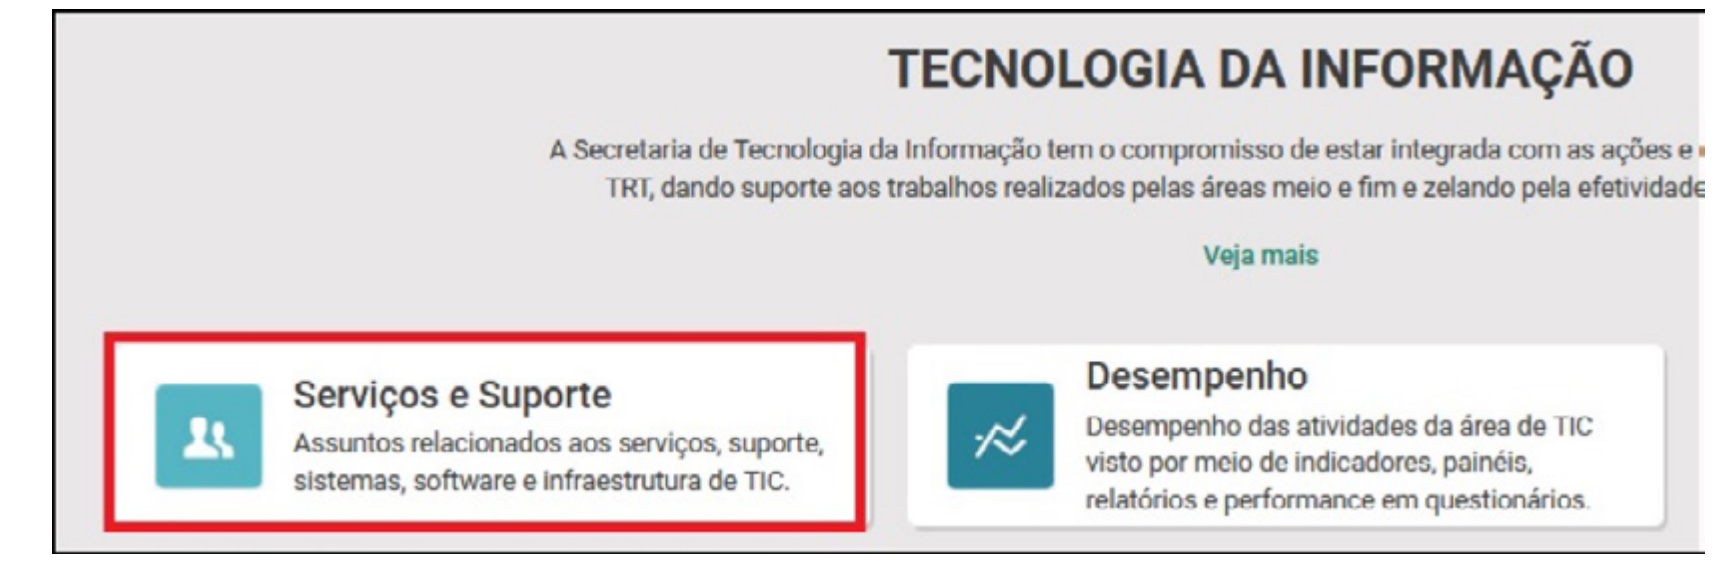 TECNOLOGIA DA INFORMAÇÃO
A Secretaria de Tecnologia da Informação tem o compromisso de estar integrada com as ações e
TRT, dando suporte aos trabalhos realizados pelas áreas meio e fim e zelando pela efetividade
Veja mais
Serviços e Suporte
Assuntos relacionados aos serviços, suporte,
sistemas, software e infraestrutura de TIC.
Desempenho
Desempenho das atividades da área de TIC
visto por meio de indicadores, painéis,
relatórios e performance em questionários.